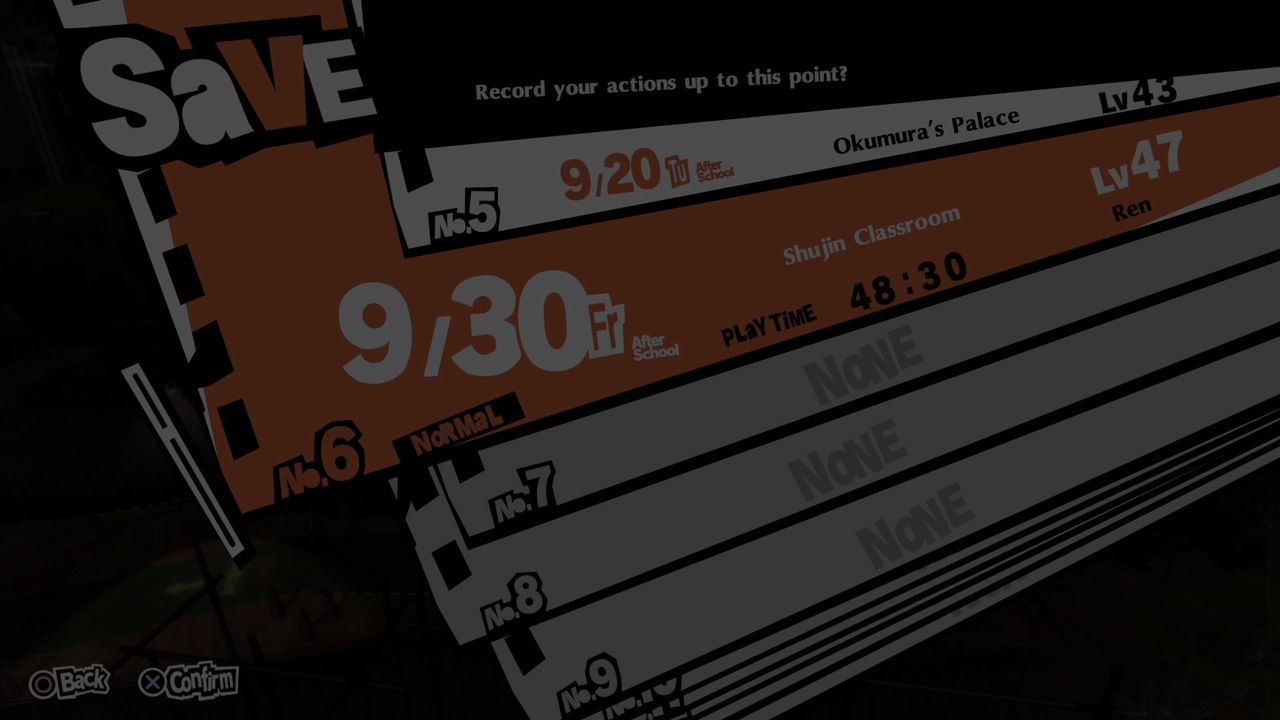 SaVE
Record your actions up to this point?
No.5
9/20 Tu After School
Okumura's Palace
Lv43
No.6
9/30 Fr After School
Shujin Classroom
Lv47
Ren
PLaY TiME 48:30
NoRMaL
No.7
NoNE
No.8
NoNE
No.9
NoNE
Back
Confirm